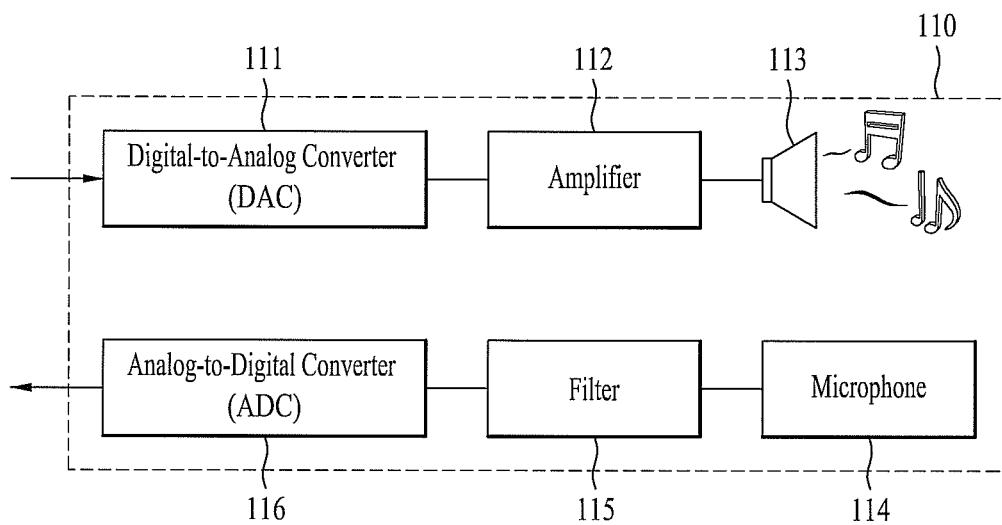 110
111
112
113
Digital-to-Analog Converter
(DAC)
Amplifier
Analog-to-Digital Converter
(ADC)
Filter
Microphone
116
115
114